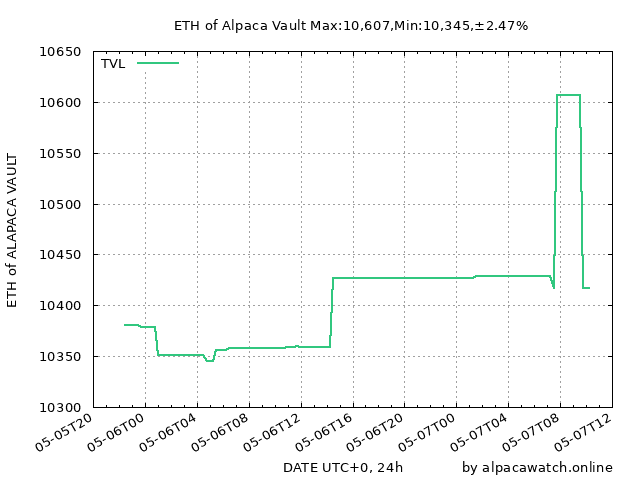 ETH of Alpaca Vault Max:10,607,Min:10,345,±2.47%
TVL
10650
10600
10550
10500
10450
10400
10350
10300
ETH of ALAPACA VAULT
05-05T20
05-06T00
05-06T04
05-06T08
05-06T12
05-06T16
05-06T20
05-07T00
05-07T04
05-07T08
05-07T12
DATE UTC+0, 24h
by alpacawatch.online